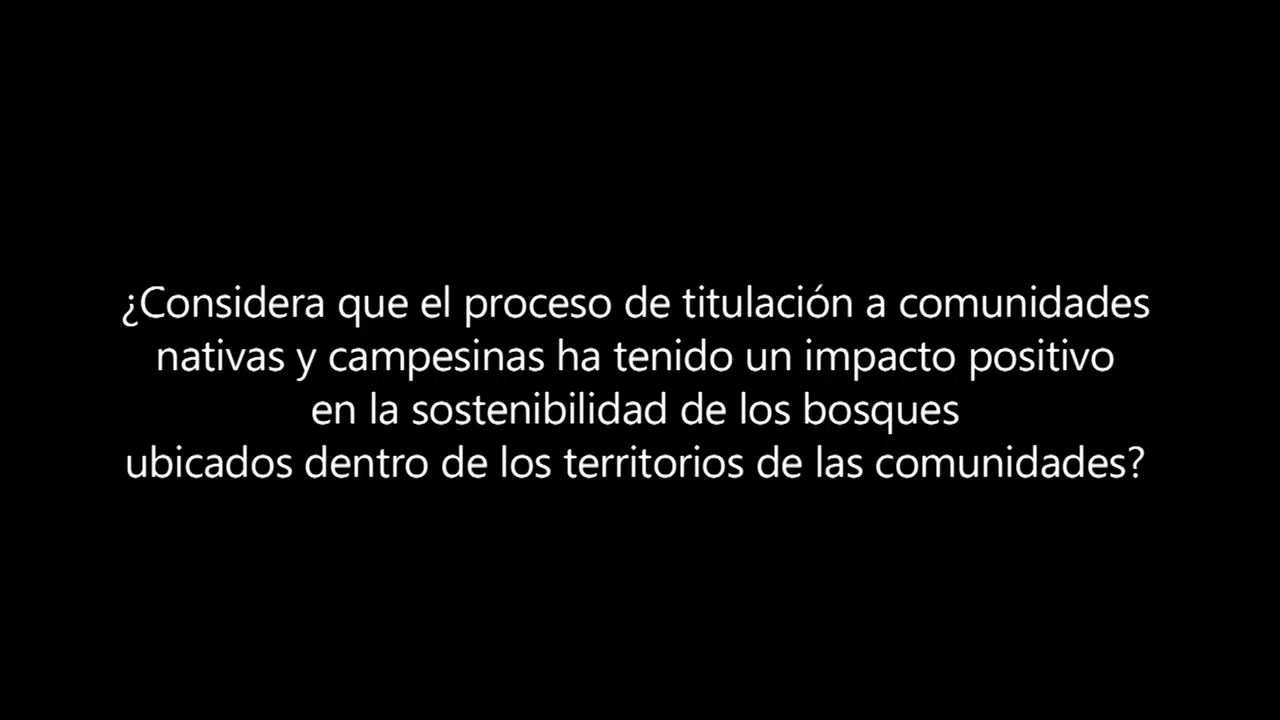 ¿Considera que el proceso de titulación a comunidades
nativas y campesinas ha tenido un impacto positivo
en la sostenibilidad de los bosques
ubicados dentro de los territorios de las comunidades?